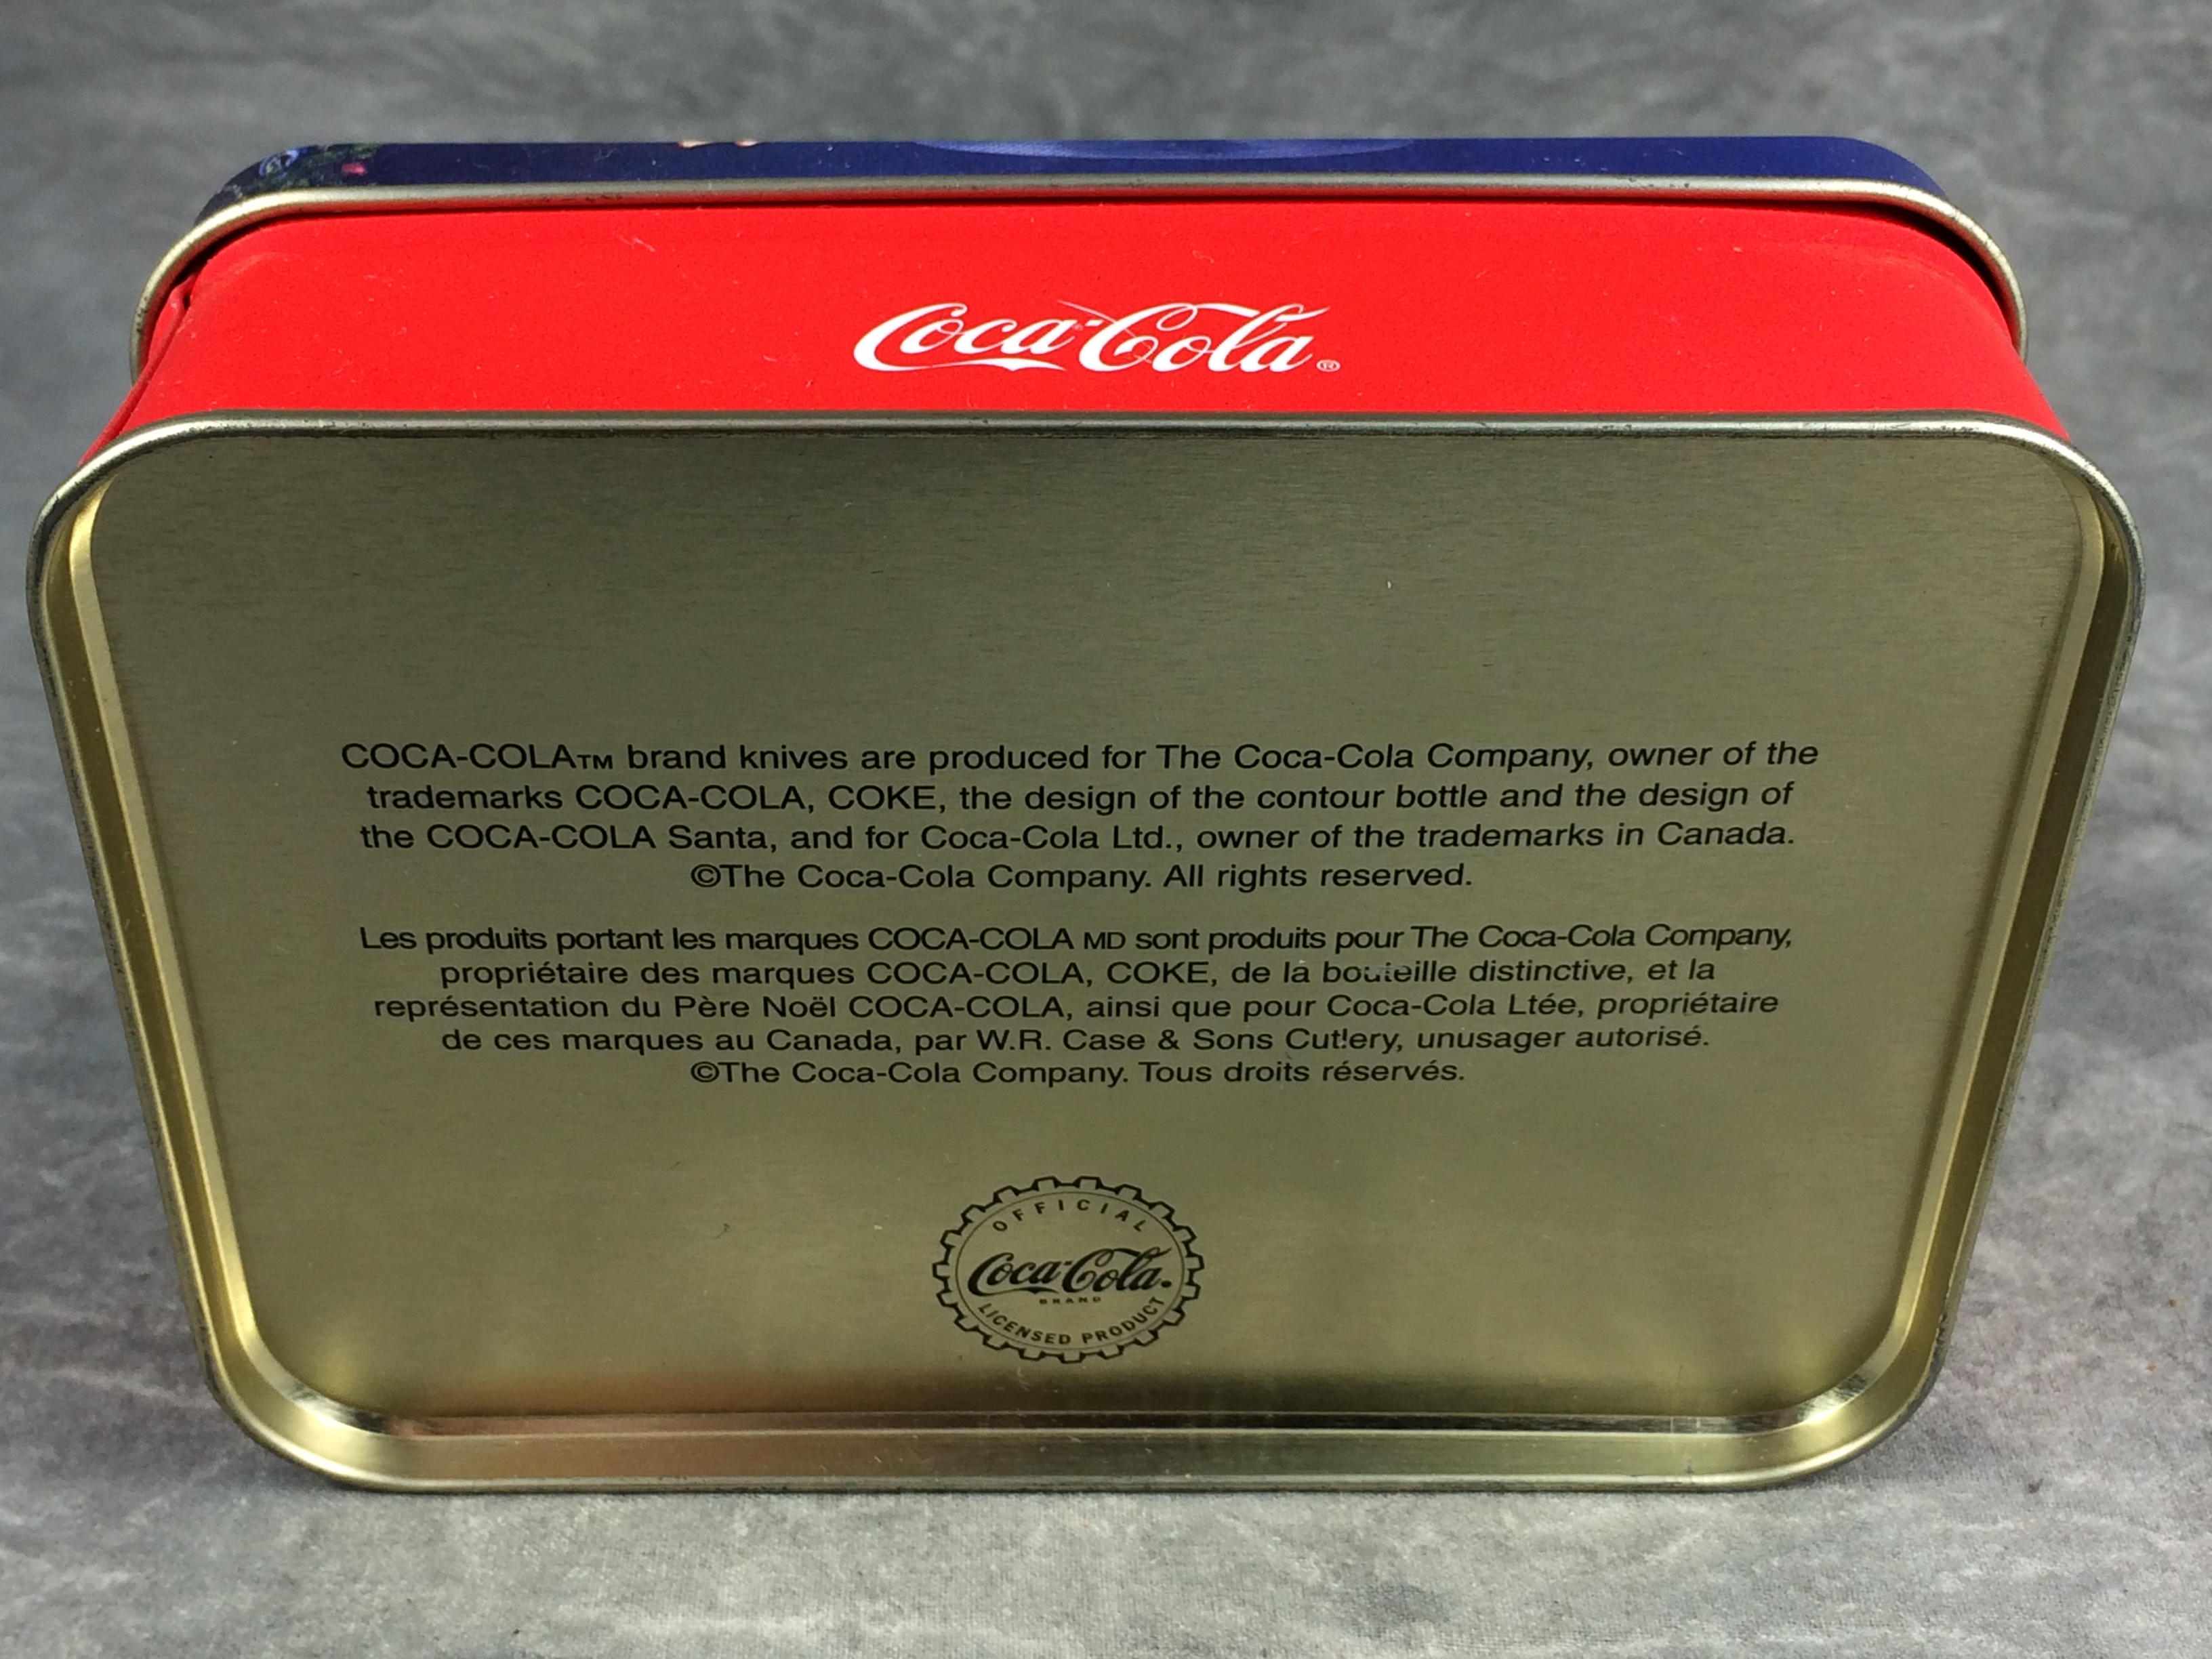 Coca-Cola®
COCA-COLATM brand knives are produced for The Coca-Cola Company, owner of the
trademarks COCA-COLA, COKE, the design of the contour bottle and the design of
the COCA-COLA Santa, and for Coca-Cola Ltd., owner of the trademarks in Canada.
©The Coca-Cola Company. All rights reserved.
Les produits portant les marques COCA-COLA MD sont produits pour The Coca-Cola Company,
propriétaire des marques COCA-COLA, COKE, de la bouteille distinctive, et la
représentation du Père Noël COCA-COLA, ainsi que pour Coca-Cola Ltée, propriétaire
de ces marques au Canada, par W.R. Case & Sons Cutlery, unusager autorisé.
©The Coca-Cola Company. Tous droits réservés.
OFFICIAL
Coca-Cola
BRAND
LICENSED PRODUCT